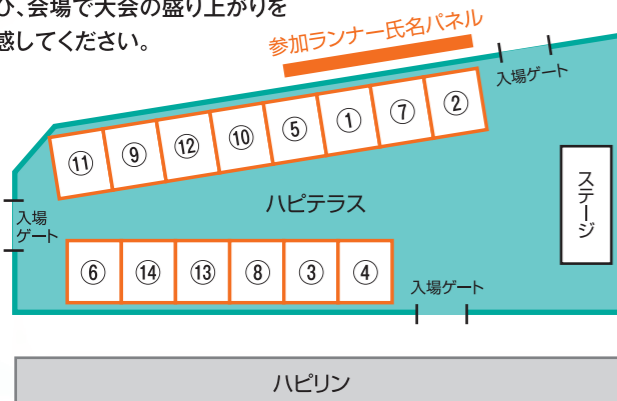 び、会場で大会の盛り上がりを
感してください。
参加ランナー氏名パネル
入場ゲート
⑪ ⑨ ⑫ ⑩ ⑤ ① ⑦ ②
ステージ
ハピテラス
入場
ゲート
⑥ ⑭ ⑬ ⑧ ③ ④
入場ゲート
ハピリン